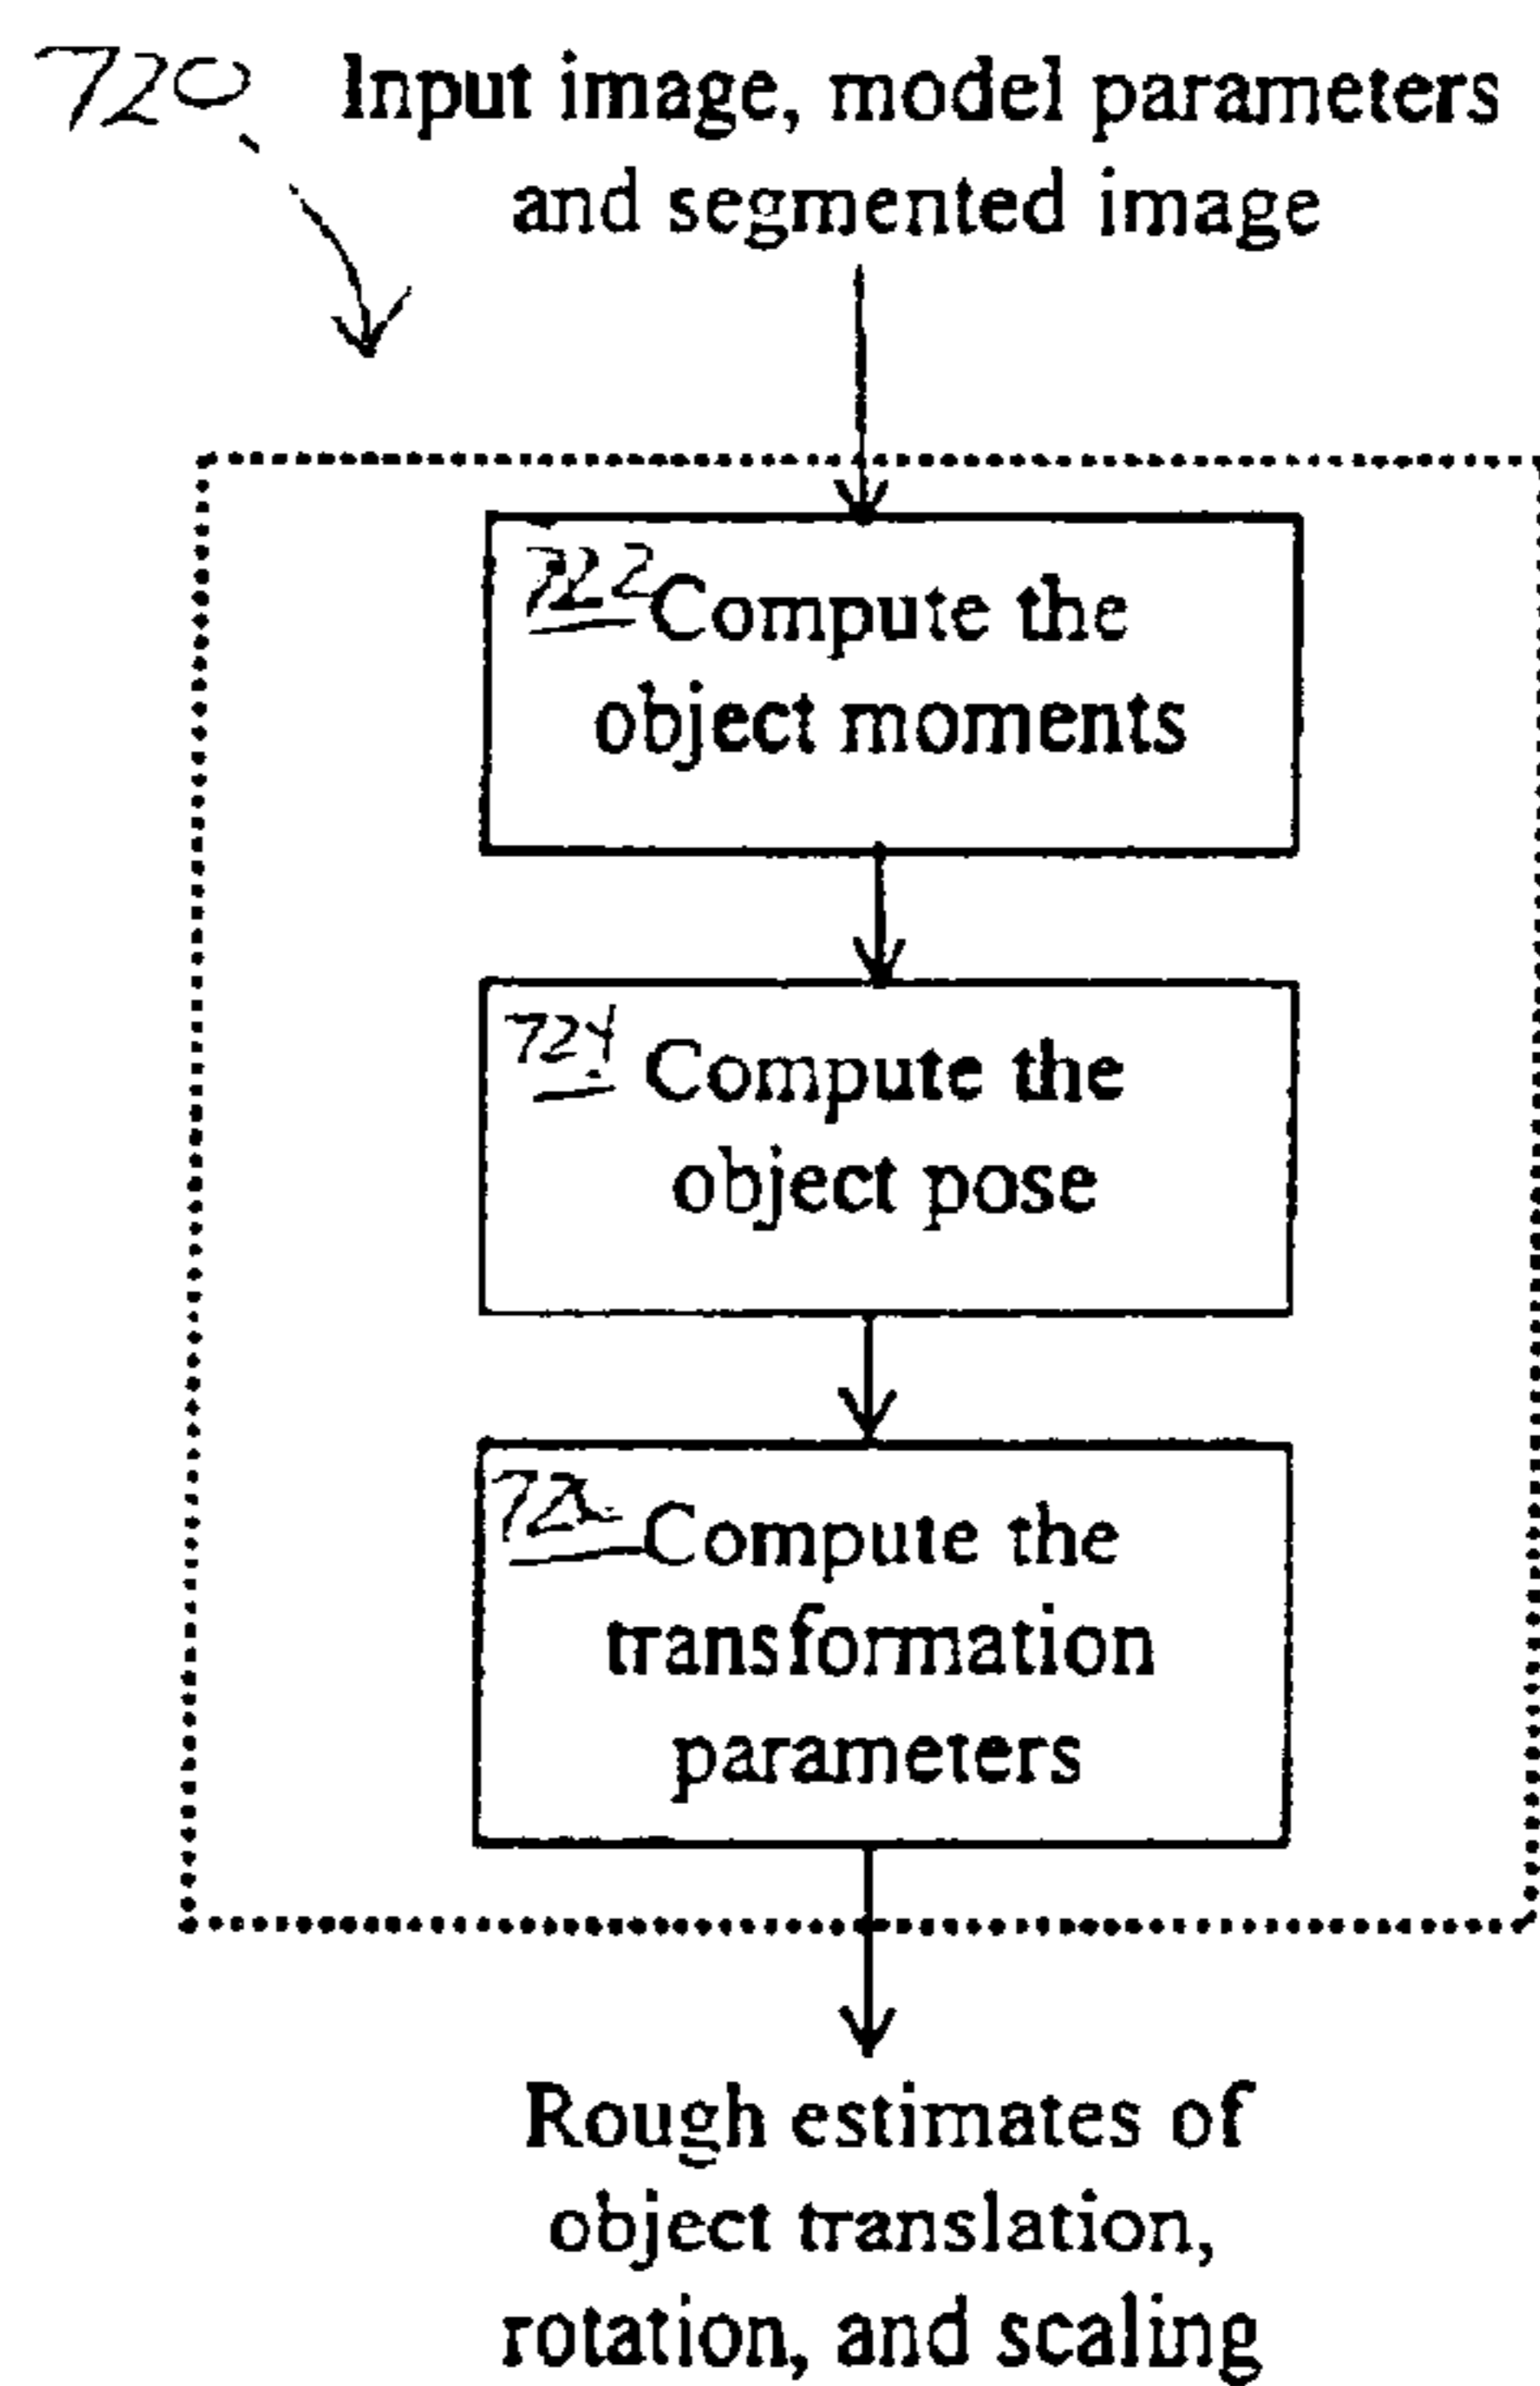 720 Input image, model parameters
and segmented image
722 Compute the
object moments
724 Compute the
object pose
Compute the
transformation
parameters
Rough estimates of
object translation,
rotation, and scaling